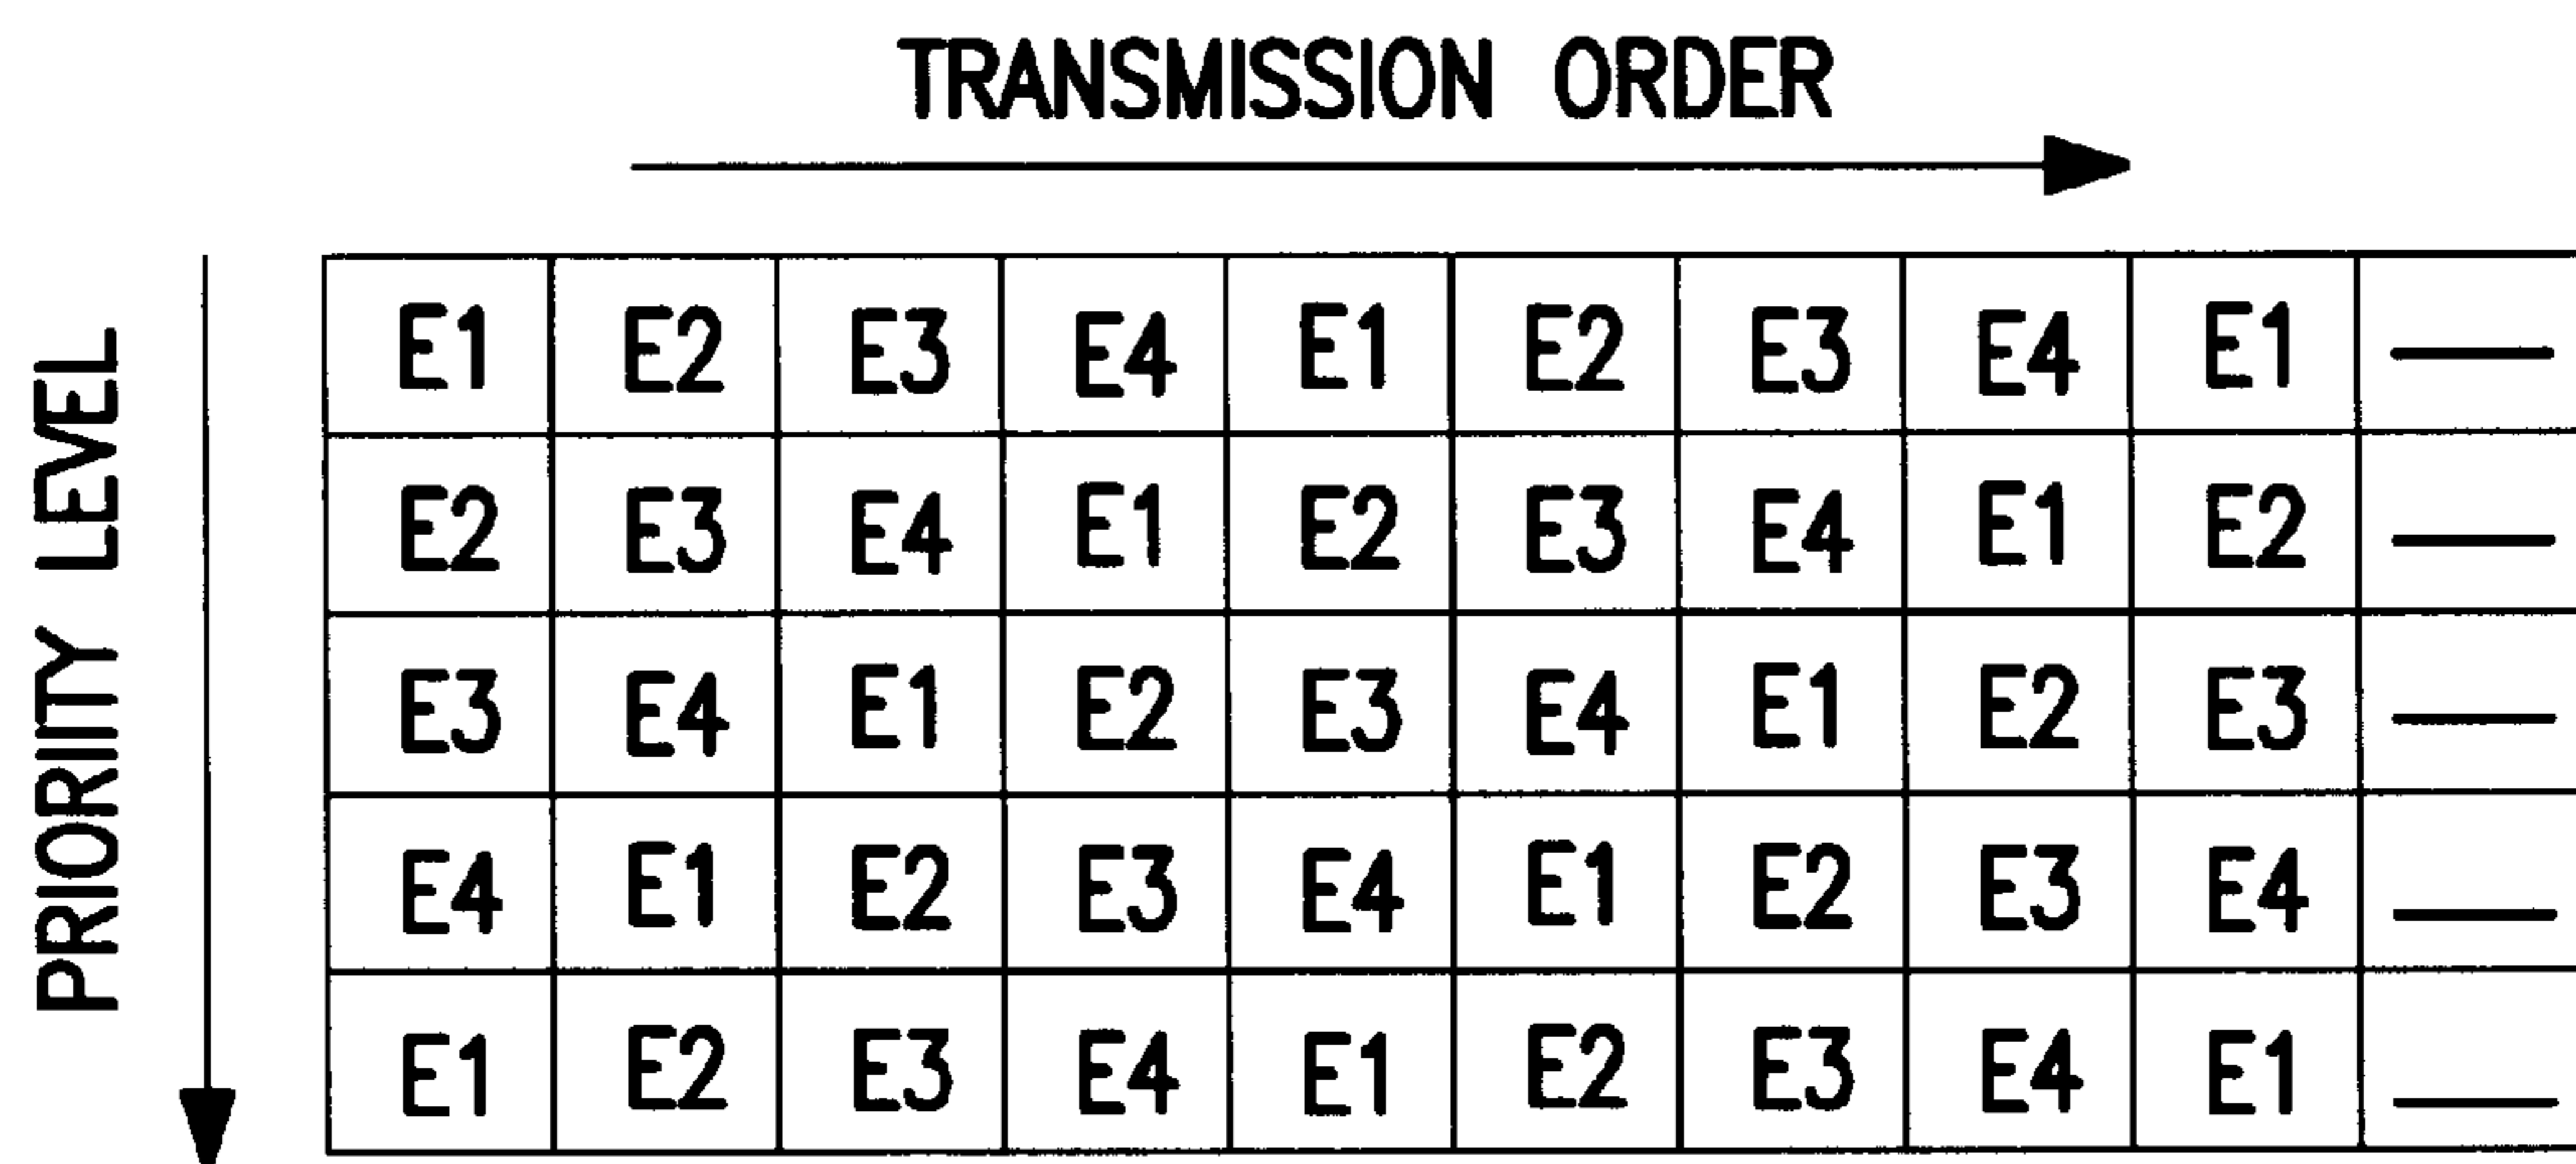 TRANSMISSION ORDER
PRIORIITY LEVEL
E1 E2 E3 E4 E1 E2 E3 E4 E1 —
E2 E3 E4 E1 E2 E3 E4 E1 E2 —
E3 E4 E1 E2 E3 E4 E1 E2 E3 —
E4 E1 E2 E3 E4 E1 E2 E3 E4 —
E1 E2 E3 E4 E1 E2 E3 E4 E1 —